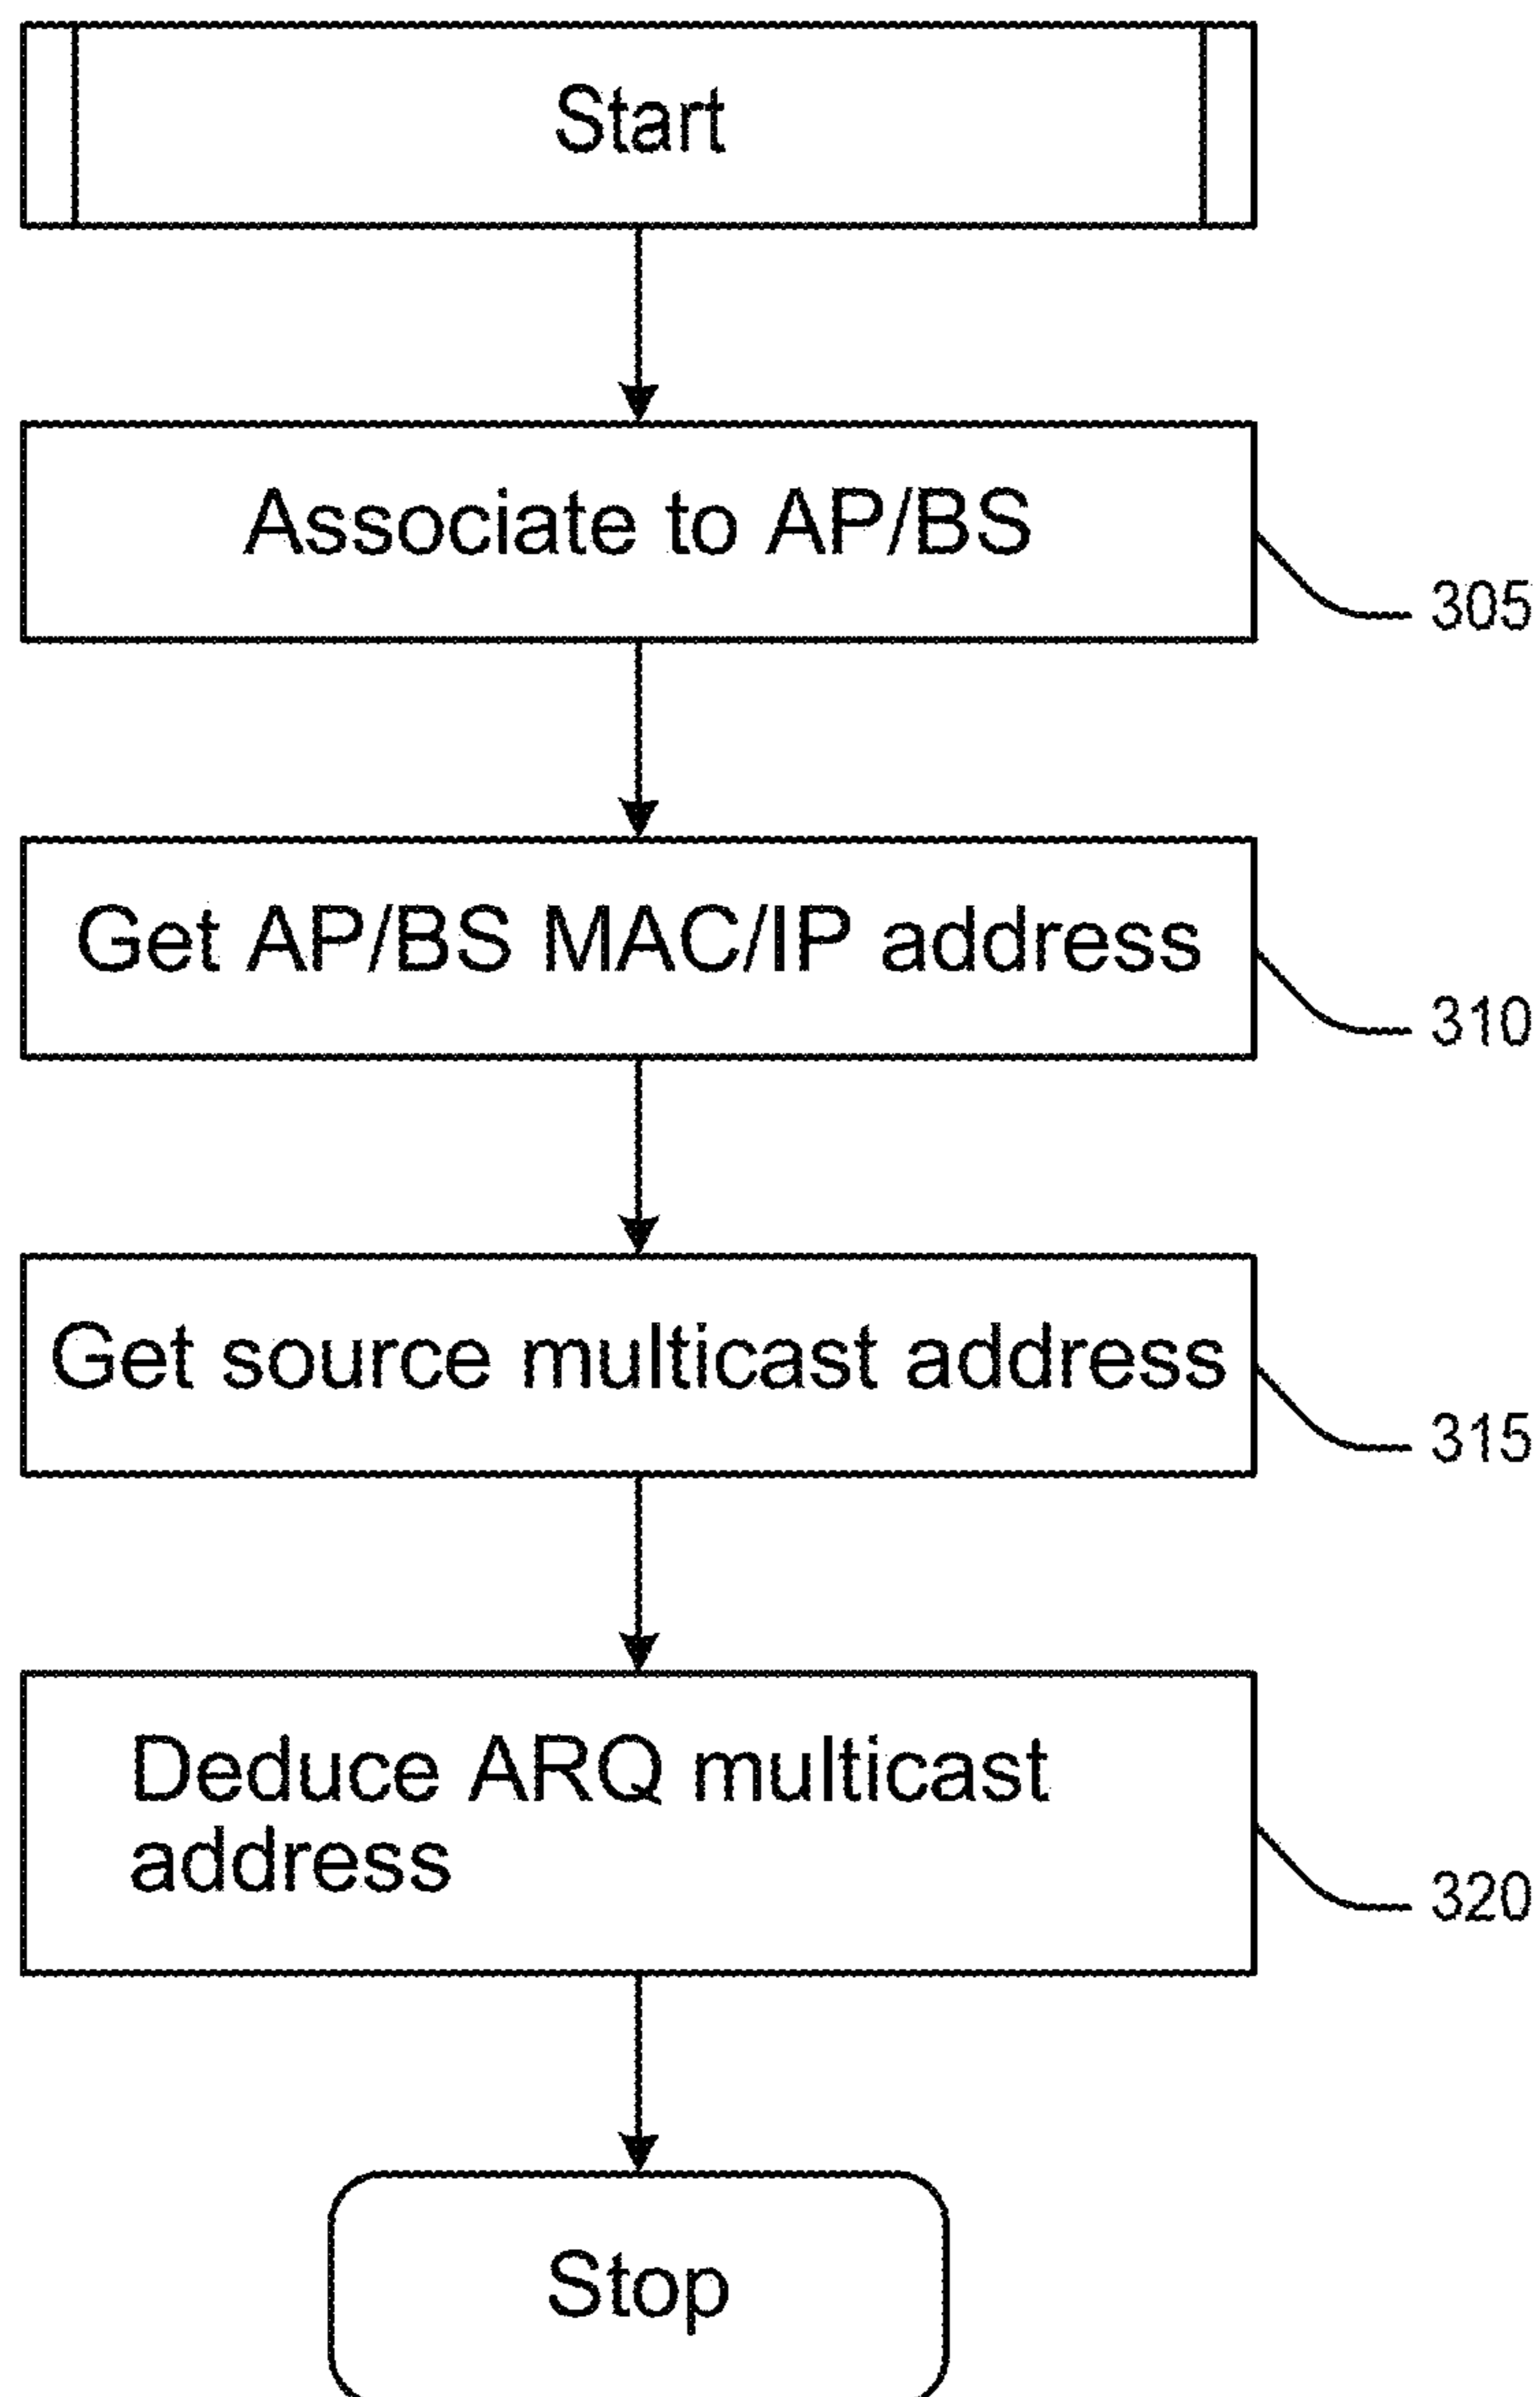 Start
Associate to AP/BS
305
Get AP/BS MAC/IP address
310
Get source multicast address
315
Deduce ARQ multicast
address
320
Stop